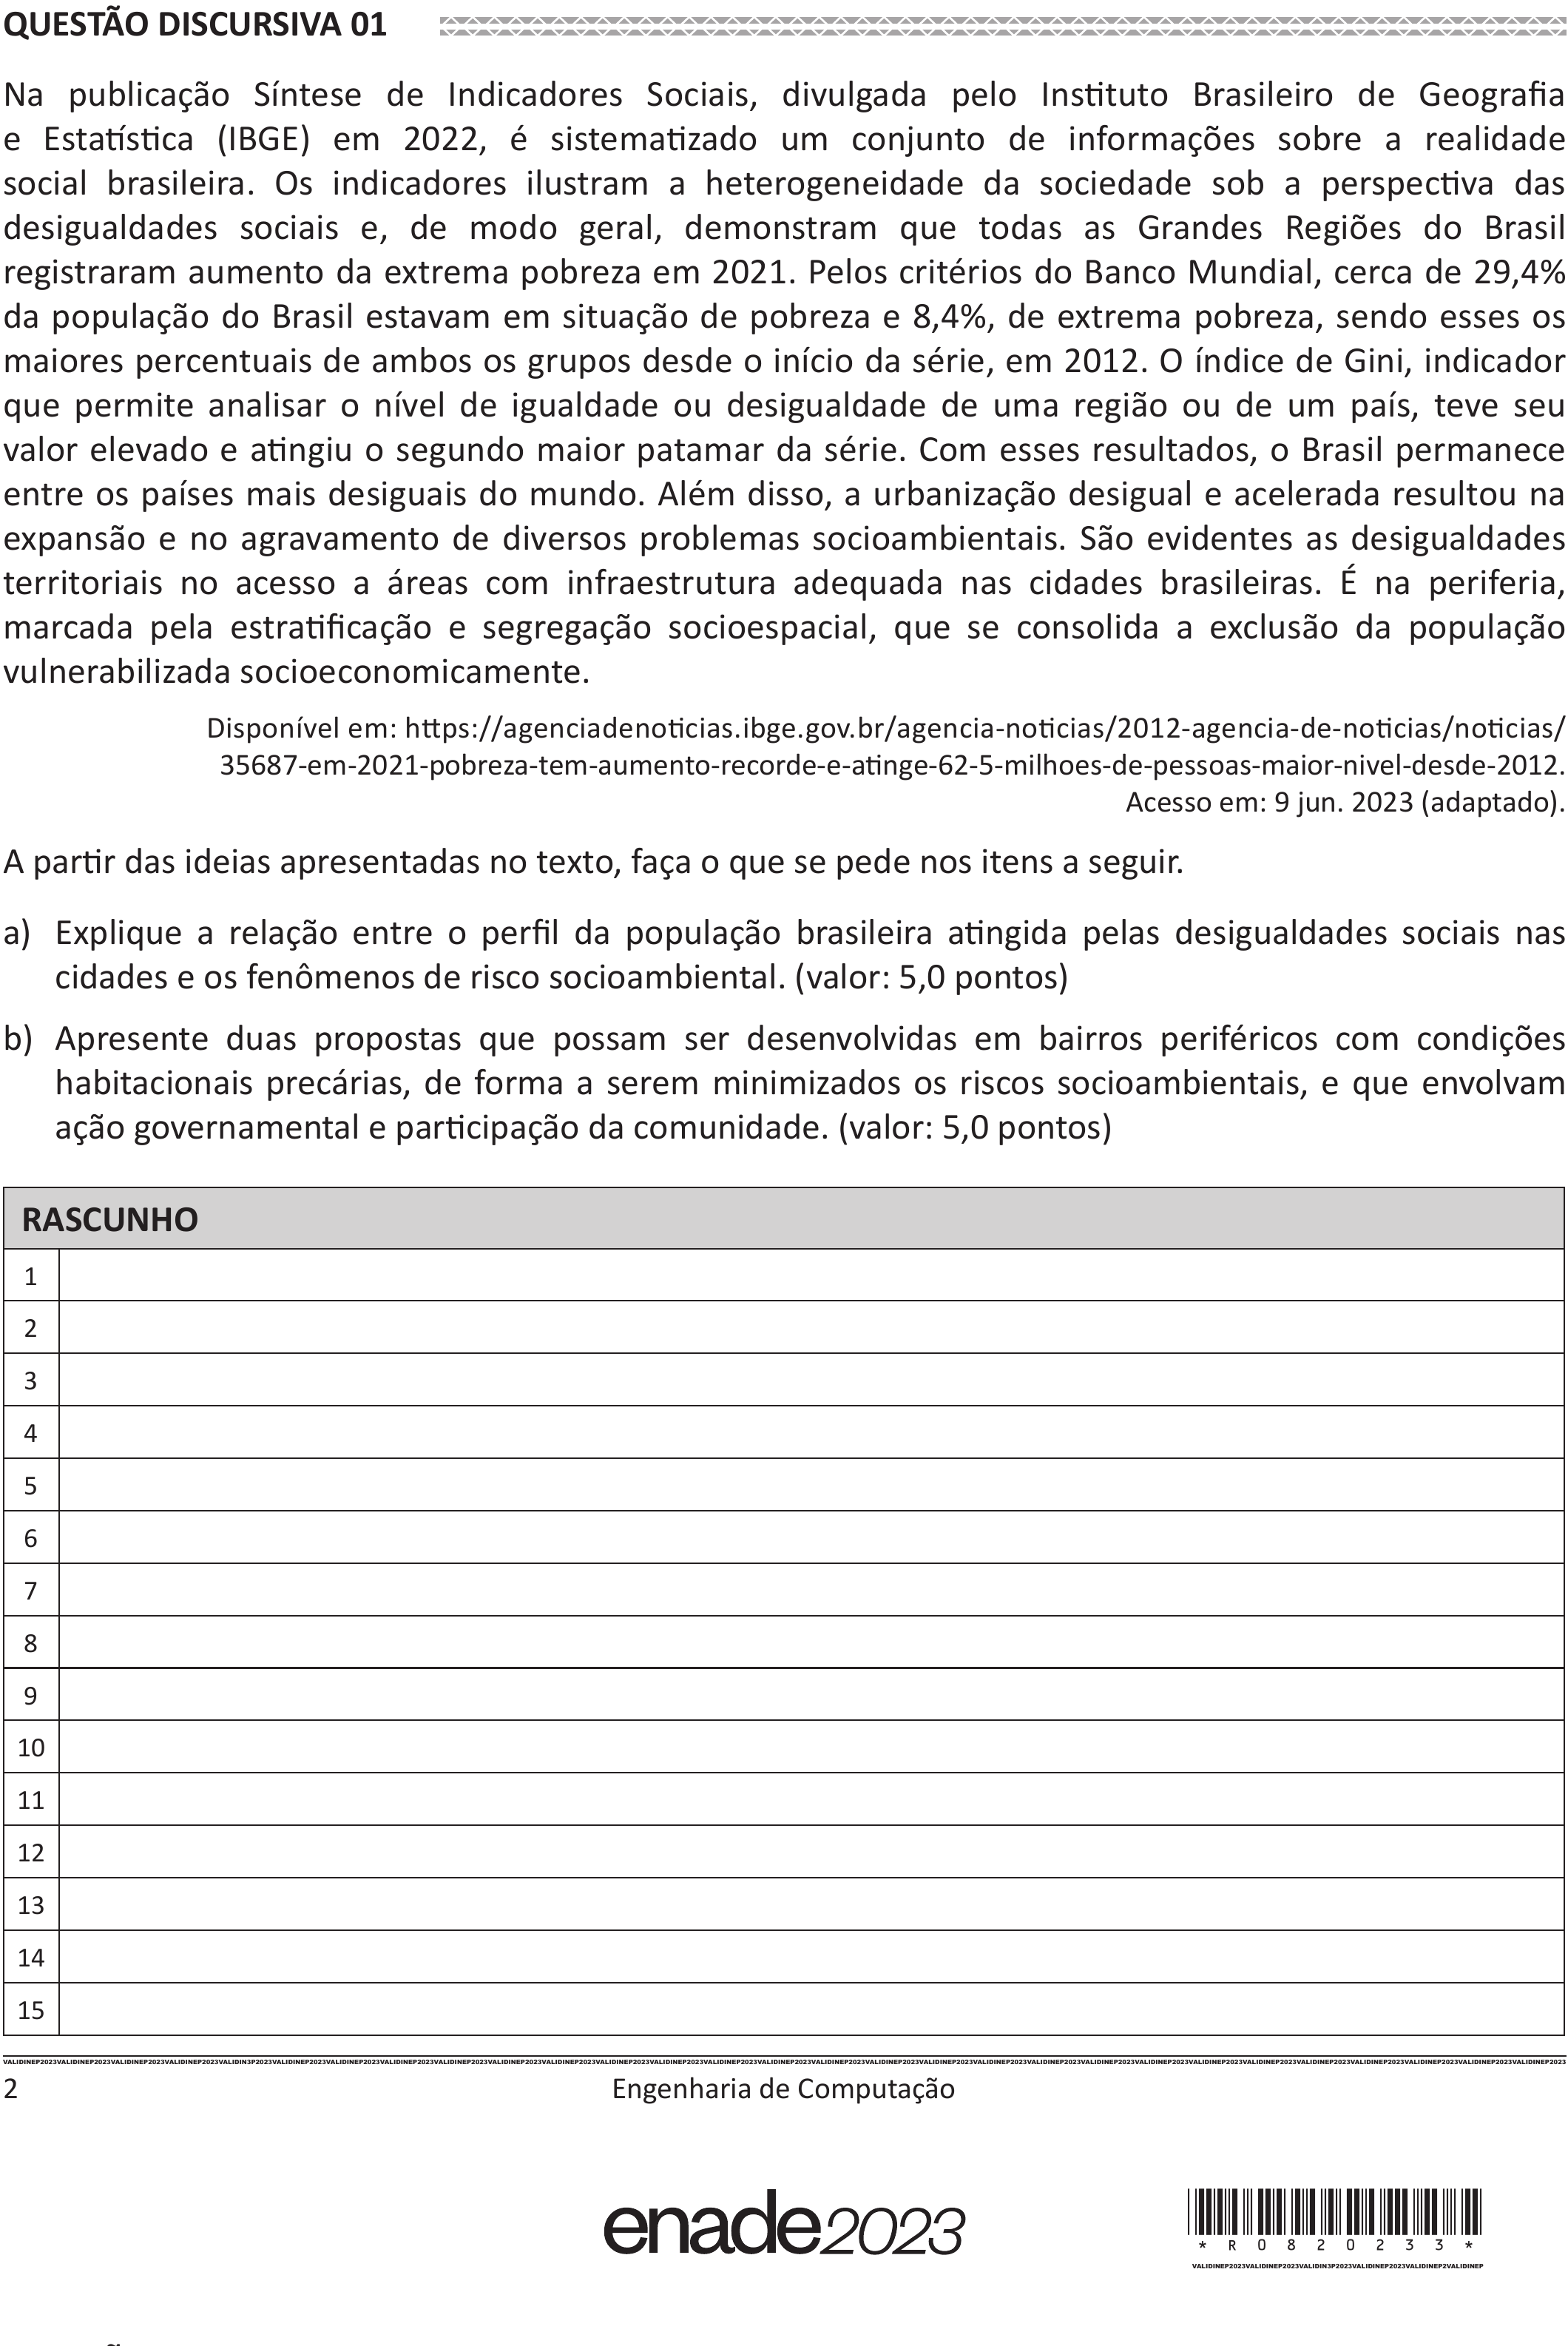 QUESTÃO DISCURSIVA 01
Na publicação Síntese de Indicadores Sociais, divulgada pelo Instituto Brasileiro de Geografia
e Estatística (IBGE) em 2022, é sistematizado um conjunto de informações sobre a realidade
social brasileira. Os indicadores ilustram a heterogeneidade da sociedade sob a perspectiva das
desigualdades sociais e, de modo geral, demonstram que todas as Grandes Regiões do Brasil
registraram aumento da extrema pobreza em 2021. Pelos critérios do Banco Mundial, cerca de 29,4%
da população do Brasil estavam em situação de pobreza e 8,4%, de extrema pobreza, sendo esses os
maiores percentuais de ambos os grupos desde o início da série, em 2012. O índice de Gini, indicador
que permite analisar o nível de igualdade ou desigualdade de uma região ou de um país, teve seu
valor elevado e atingiu o segundo maior patamar da série. Com esses resultados, o Brasil permanece
entre os países mais desiguais do mundo. Além disso, a urbanização desigual e acelerada resultou na
expansão e no agravamento de diversos problemas socioambientais. São evidentes as desigualdades
territoriais no acesso a áreas com infraestrutura adequada nas cidades brasileiras. É na periferia,
marcada pela estratificação e segregação socioespacial, que se consolida a exclusão da população
vulnerabilizada socioeconomicamente.
Disponível em: https://agenciadenoticias.ibge.gov.br/agencia-noticias/2012-agencia-de-noticias/noticias/
35687-em-2021-pobreza-tem-aumento-recorde-e-atinge-62-5-milhoes-de-pessoas-maior-nivel-desde-2012.
Acesso em: 9 jun. 2023 (adaptado).
A partir das ideias apresentadas no texto, faça o que se pede nos itens a seguir.
a) Explique a relação entre o perfil da população brasileira atingida pelas desigualdades sociais nas
cidades e os fenômenos de risco socioambiental. (valor: 5,0 pontos)
b) Apresente duas propostas que possam ser desenvolvidas em bairros periféricos com condições
habitacionais precárias, de forma a serem minimizados os riscos socioambientais, e que envolvam
ação governamental e participação da comunidade. (valor: 5,0 pontos)
RASCUNHO
1
2
3
4
5
6
7
8
9
10
11
12
13
14
15
2
Engenharia de Computação
enade2023
*R0820233*